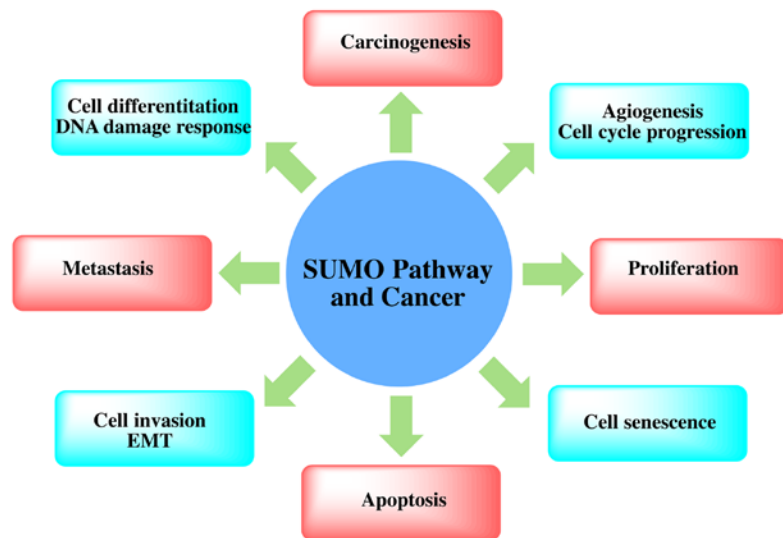 Carcinogenesis
Cell differentitation
DNA damage response
Agiogenesis
Cell cycle progression
Metastasis
SUMO Pathway
and Cancer
Proliferation
Cell invasion
EMT
Cell senescence
Apoptosis